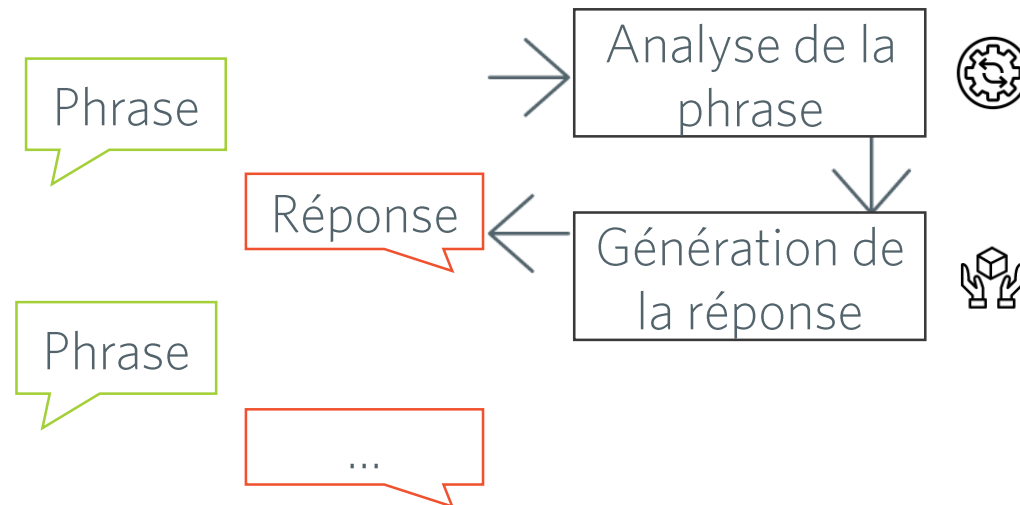 Phrase
Analyse de la
phrase
Réponse
Génération de
la réponse
Phrase
...